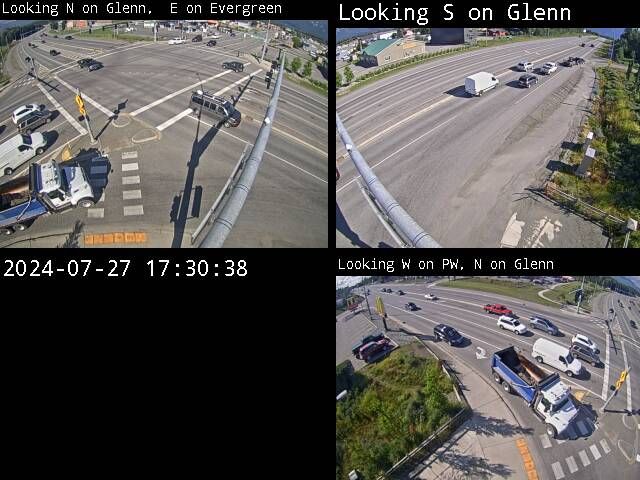 Looking N on Glenn, E on Evergreen
Looking S on Glenn
2024-07-27 17:30:38
Looking W on PW, N on Glenn